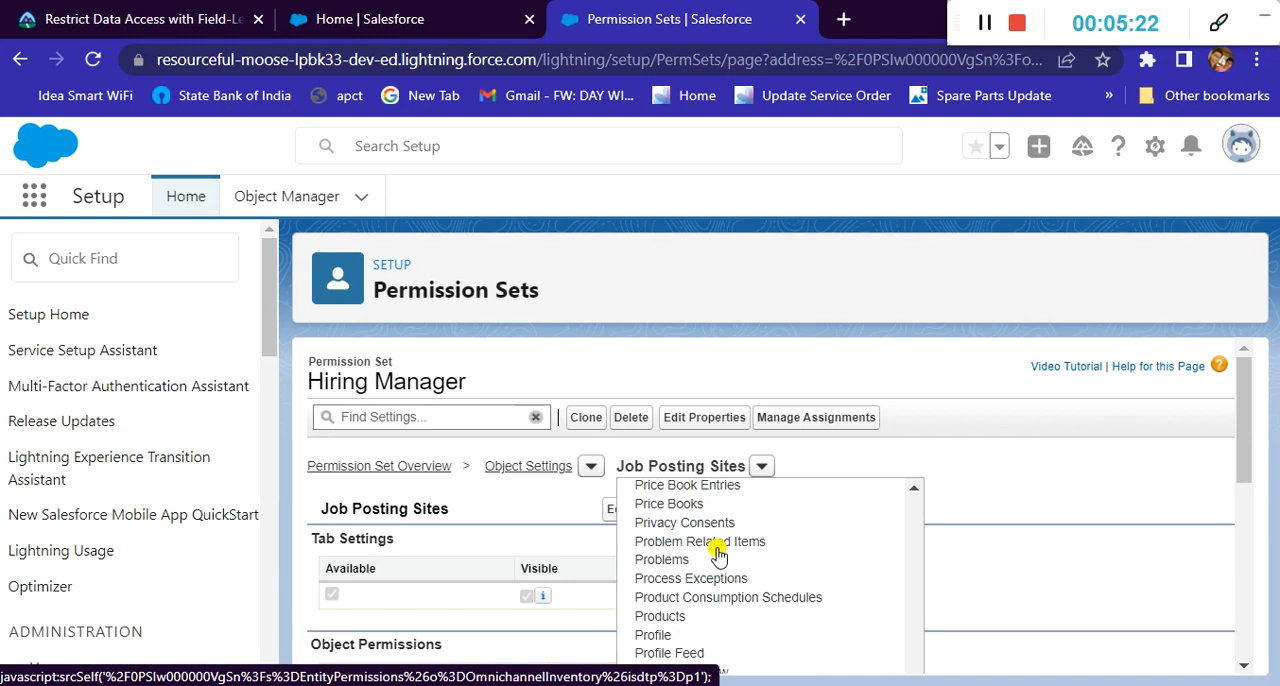 Restrict Data Access with Field-Le
Home | Salesforce
Permission Sets | Salesforce
00:05:22
resourceful-moose-lpbk33-dev-ed.lightning.force.com/lightning/setup/PermSets/page?address=%2F0PSIw000000VgSn%3Fo...
Idea Smart WiFi
State Bank of India
apct
New Tab
Gmail - FW: DAY WI...
Home
Update Service Order
Spare Parts Update
»
Other bookmarks
Search Setup
Setup
Home
Object Manager
Quick Find
Setup Home
Service Setup Assistant
Multi-Factor Authentication Assistant
Release Updates
Lightning Experience Transition
Assistant
New Salesforce Mobile App QuickStart
Lightning Usage
Optimizer
ADMINISTRATION
SETUP
Permission Sets
Permission Set
Hiring Manager
Video Tutorial | Help for this Page
Find Settings...
Clone
Delete
Edit Properties
Manage Assignments
Permission Set Overview > Object Settings
Job Posting Sites
Job Posting Sites
Tab Settings
Available
Visible
Object Permissions
Price Book Entries
Price Books
Privacy Consents
Problem Related Items
Problems
Process Exceptions
Product Consumption Schedules
Products
Profile
Profile Feed
javascript:srcSelf('%2F0PSIw000000VgSn%3Fs%3DEntityPermissions%26o%3DOmnichannelInventory%26isdtp%3Dp1');